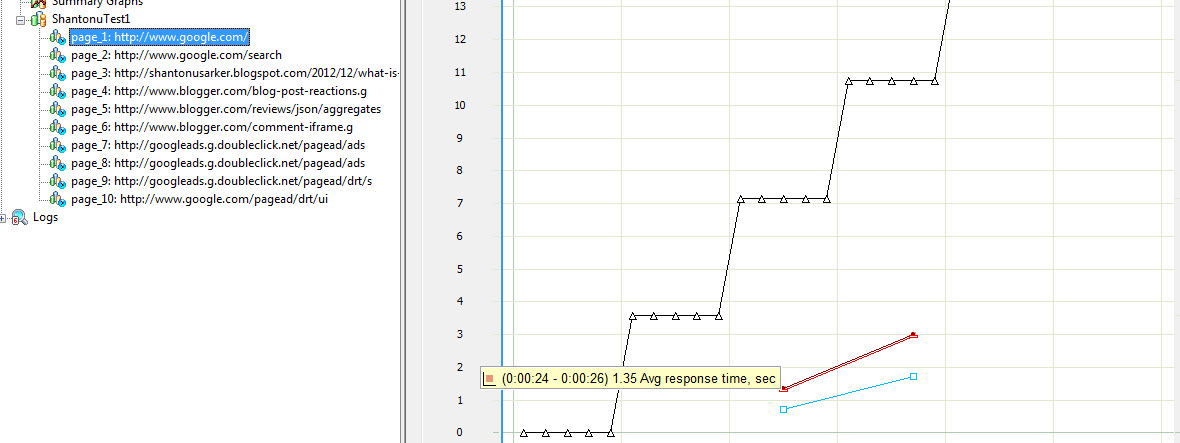 Summary Graphs
ShantonuTest1
page_1: http://www.google.com/
page_2: http://www.google.com/search
page_3: http://shantonusarker.blogspot.com/2012/12/what-is-
page_4: http://www.blogger.com/blog-post-reactions.g
page_5: http://www.blogger.com/reviews/json/aggregates
page_6: http://www.blogger.com/comment-iframe.g
page_7: http://googleads.g.doubleclick.net/pagead/ads
page_8: http://googleads.g.doubleclick.net/pagead/ads
page_9: http://googleads.g.doubleclick.net/pagead/drt/s
page_10: http://www.google.com/pagead/drt/ui
Logs
13
12
11
10
9
8
7
6
5
4
3
2
(0:00:24 - 0:00:26) 1.35 Avg response time, sec
1
0